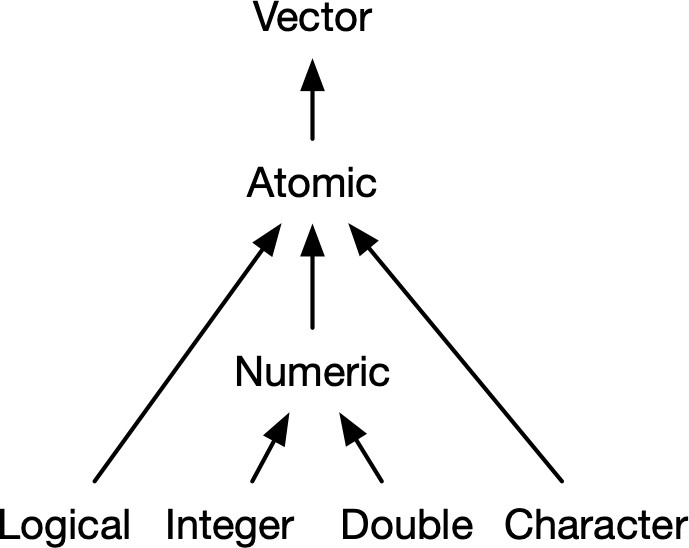 Vector
Atomic
Numeric
Logical Integer Double Character